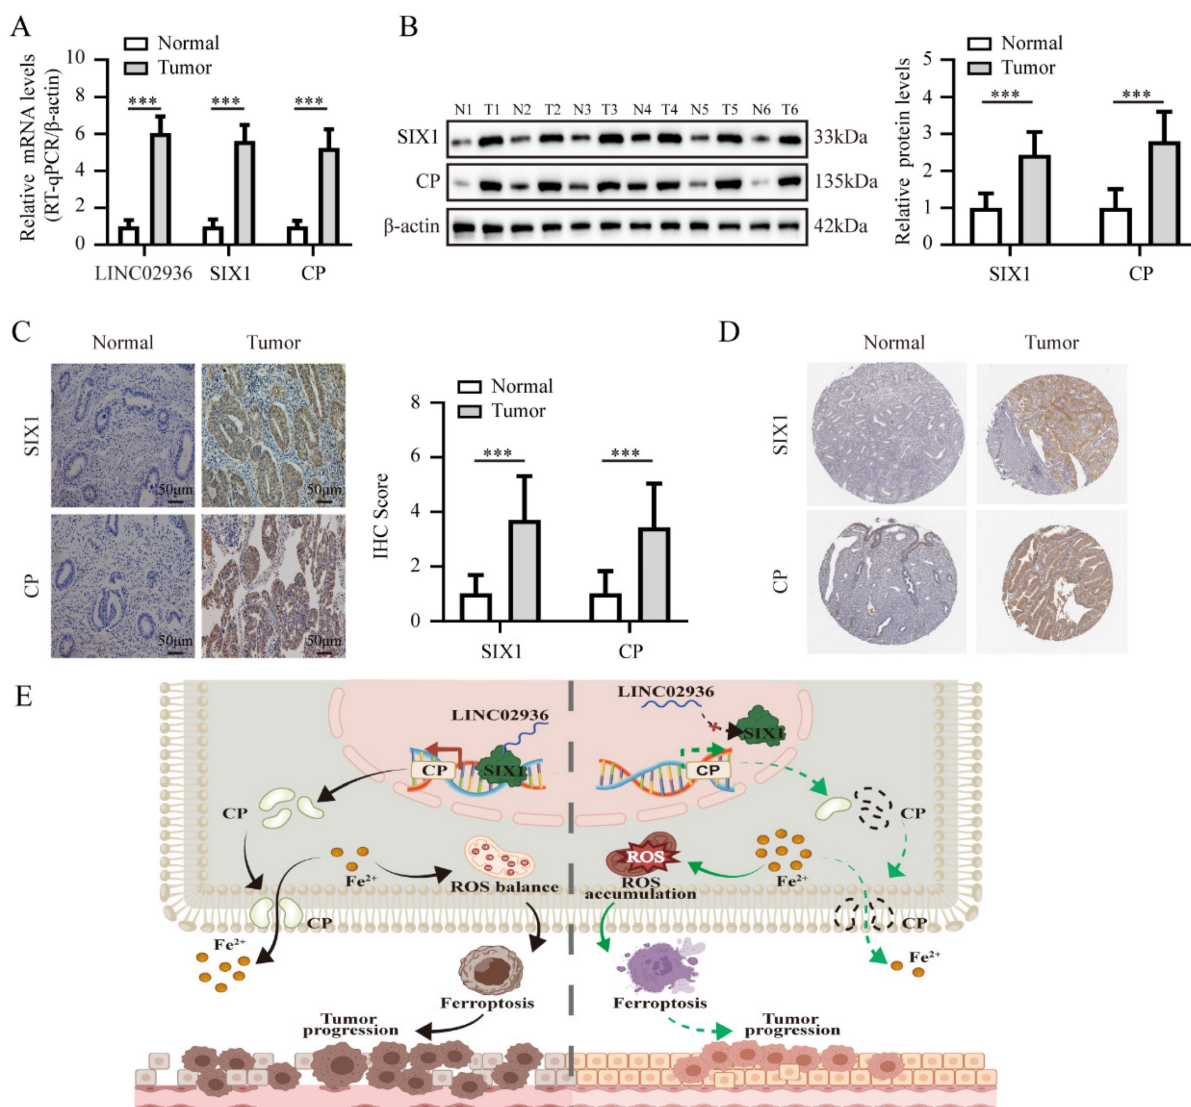 A
Normal
Tumor
Relative mRNA levels
(RT-qPCR/β-actin)
10
8
6
4
2
0
***
***
***
LINC02936
SIX1
CP
B
N1 T1 N2 T2 N3 T3 N4 T4 N5 T5 N6 T6
SIX1
33kDa
CP
135kDa
β-actin
42kDa
Normal
Tumor
Relative protein levels
5
4
3
2
1
0
***
***
SIX1
CP
C
Normal
Tumor
SIX1
50μm
50μm
CP
50μm
50μm
Normal
Tumor
IHC Score
8
6
4
2
0
***
***
SIX1
CP
D
Normal
Tumor
SIX1
CP
E
LINC02936
CP
SIX1
CP
Fe²⁺
ROS balance
CP
Fe²⁺
Ferroptosis
Tumor
progression
LINC02936
SIX1
CP
CP
ROS
ROS
accumulation
Fe²⁺
CP
Fe²⁺
Ferroptosis
Tumor
progression